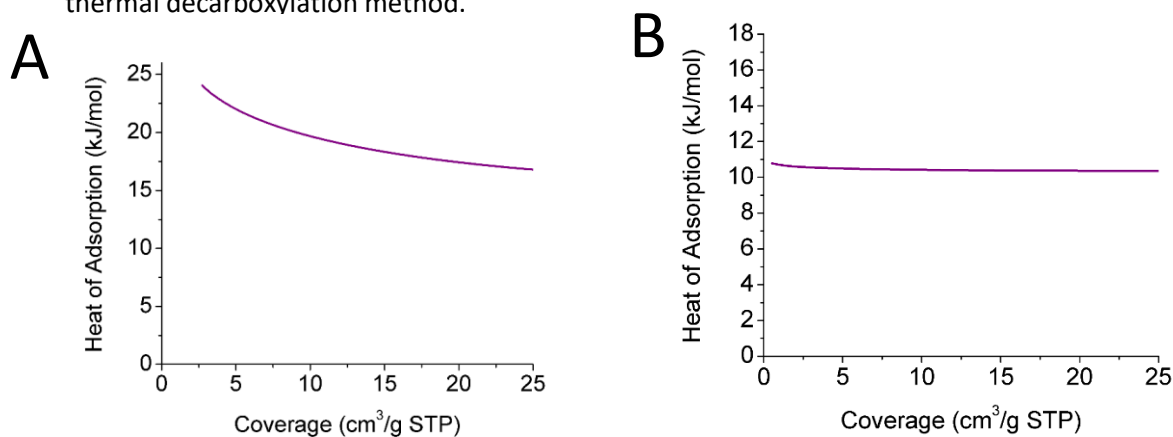 thermal decarboxylation method.
A
Heat of Adsorption (kJ/mol)
25
20
15
10
5
0
0 5 10 15 20 25
Coverage (cm³/g STP)
B
Heat of Adsorption (kJ/mol)
18
16
14
12
10
8
6
4
2
0
0 5 10 15 20 25
Coverage (cm³/g STP)